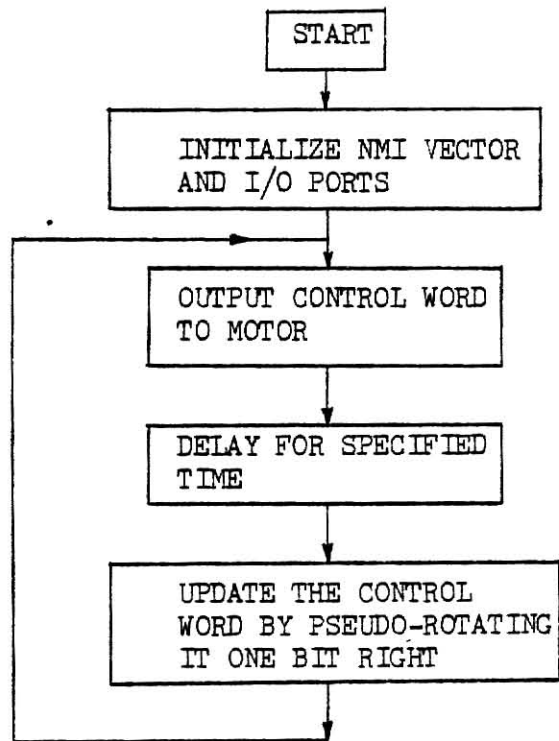 START
INITIALIZE NMI VECTOR
AND I/O PORTS
OUTPUT CONTROL WORD
TO MOTOR
DELAY FOR SPECIFIED
TIME
UPDATE THE CONTROL
WORD BY PSEUDO-ROTATING
IT ONE BIT RIGHT